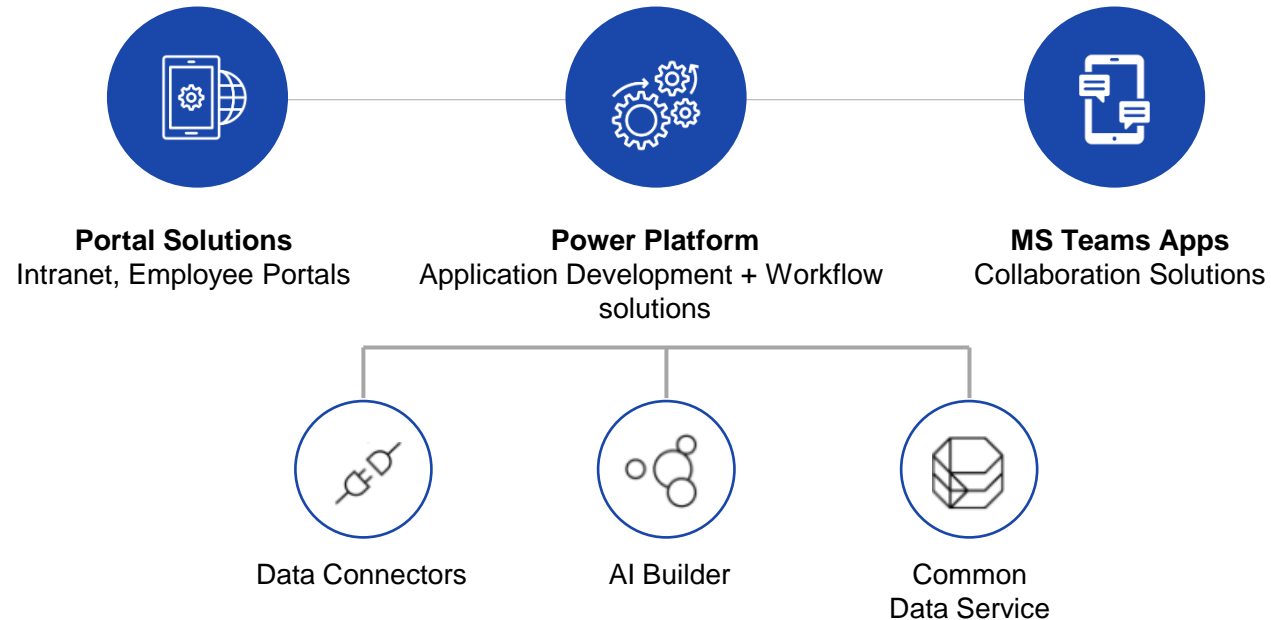 Portal Solutions
Intranet, Employee Portals
Power Platform
Application Development + Workflow
solutions
MS Teams Apps
Collaboration Solutions
Data Connectors
AI Builder
Common
Data Service